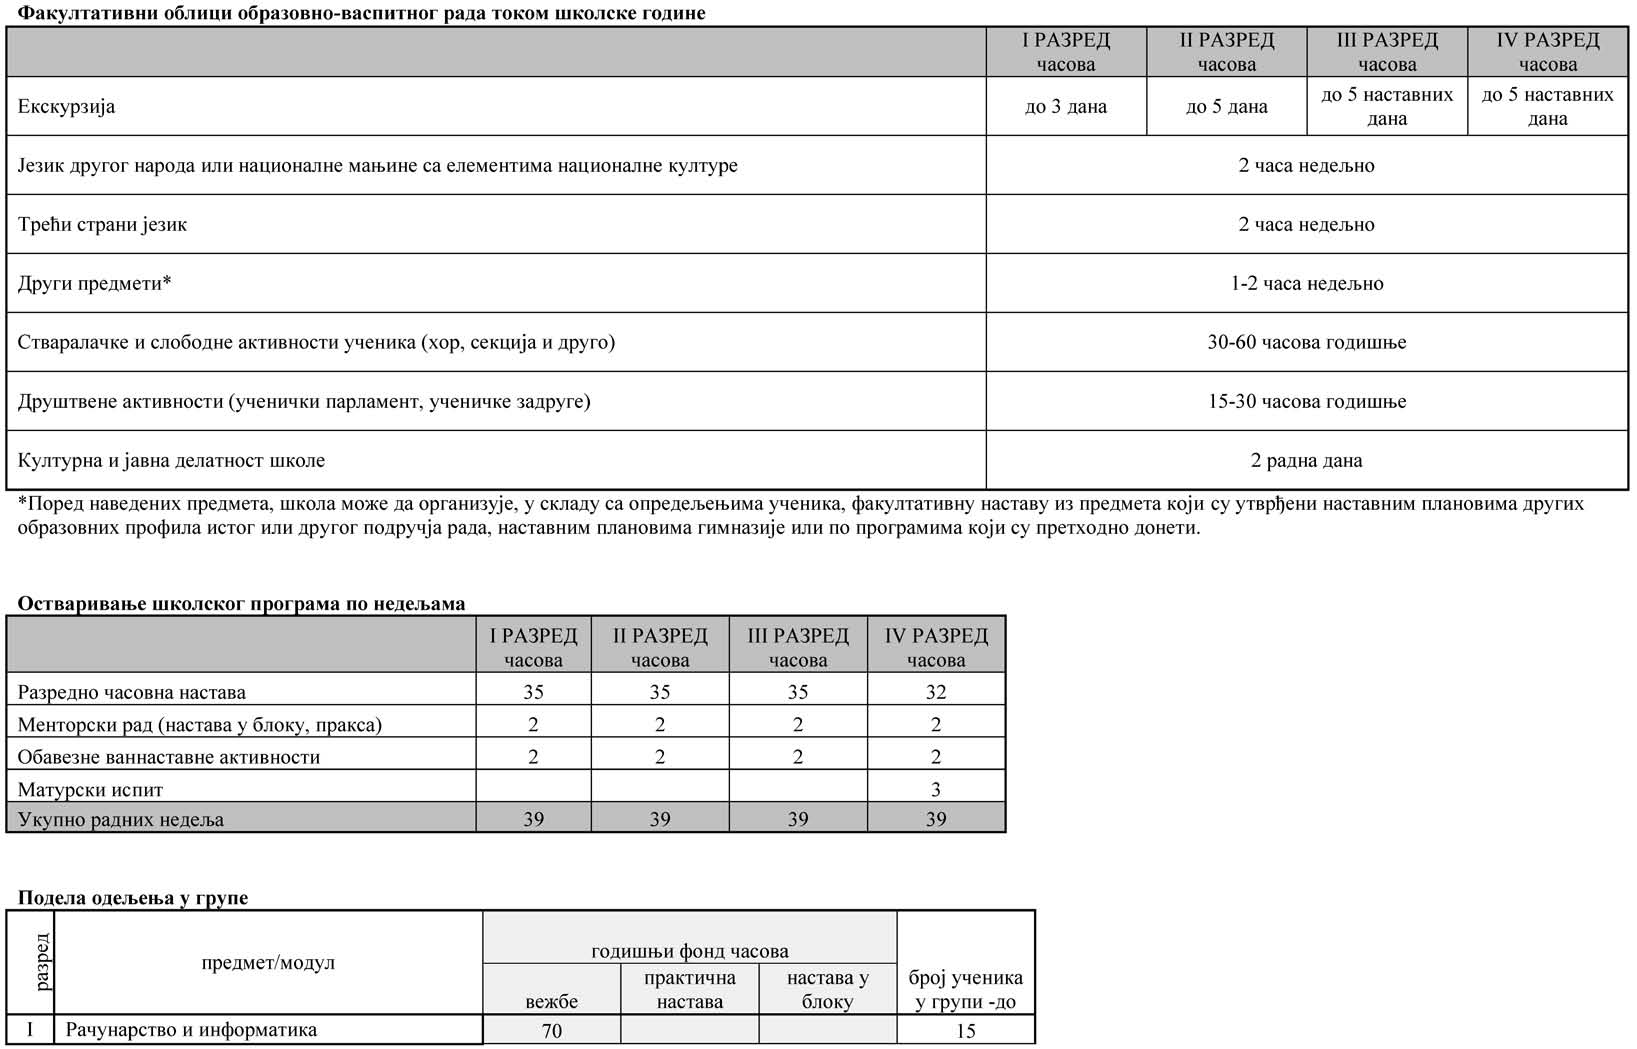 Факултативни облици образовно-васпитног рада током школске године
I РАЗРЕД часова II РАЗРЕД часова III РАЗРЕД часова IV РАЗРЕД часова
Екскурзија до 3 дана до 5 дана до 5 наставних дана до 5 наставних дана
Језик другог народа или националне мањине са елементима националне културе 2 часа недељно
Трећи страни језик 2 часа недељно
Други предмети* 1-2 часа недељно
Стваралачке и слободне активности ученика (хор, секција и друго) 30-60 часова годишње
Друштвене активности (ученички парламент, ученичке задруге) 15-30 часова годишње
Културна и јавна делатност школе 2 радна дана
*Поред наведених предмета, школа може да организује, у складу са опредељењима ученика, факултативну наставу из предмета који су утврђени наставним плановима других
образовних профила истог или другог подручја рада, наставним плановима гимназије или по програмима који су претходно донети.
Остваривање школског програма по недељама
I РАЗРЕД часова II РАЗРЕД часова III РАЗРЕД часова IV РАЗРЕД часова
Разредно часовна настава 35 35 35 32
Менторски рад (настава у блоку, пракса) 2 2 2 2
Обавезне ваннаставне активности 2 2 2 2
Матурски испит 3
Укупно радних недеља 39 39 39 39
Подела одељења у групе
разред предмет/модул годишњи фонд часова број ученика у групи -до
вежбе практична настава настава у блоку
I Рачунарство и информатика 70 15